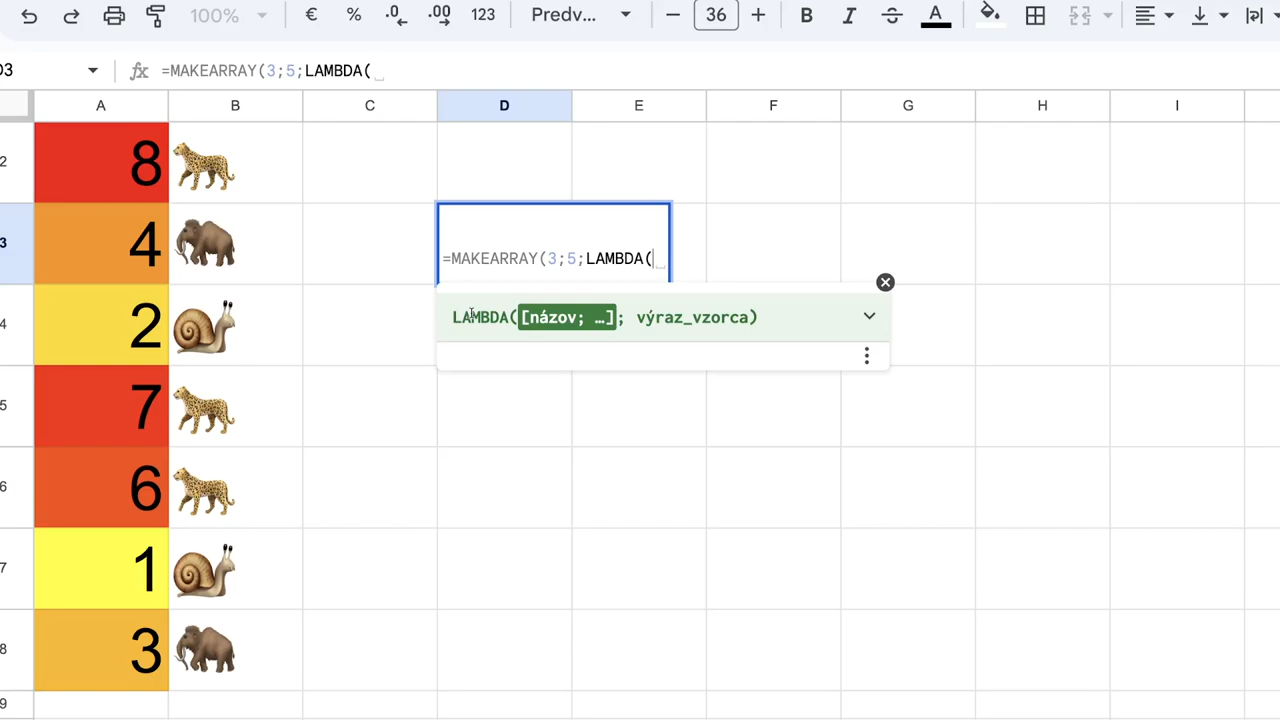 100% € % .0 .00 123 Predv... 36 B I S A
D3 fx =MAKEARRAY(3;5;LAMBDA(
A B C D E F G H I
2 8
3 4
=MAKEARRAY(3;5;LAMBDA(
LAMBDA([názov; …]; výraz_vzorca)
4 2
5 7
6 6
7 1
8 3
9